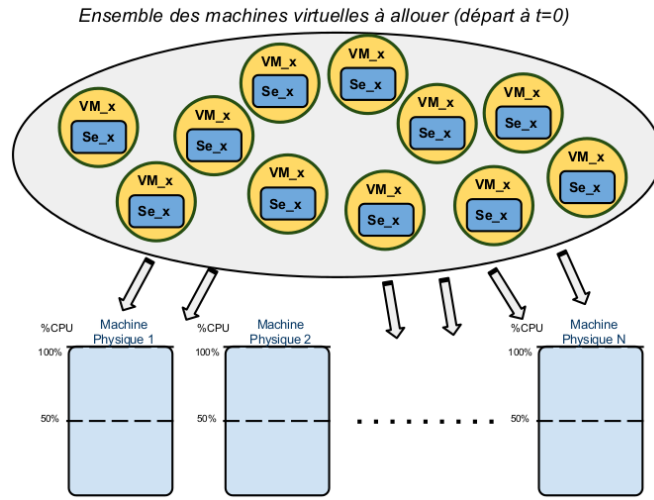 Ensemble des machines virtuelles à allouer (départ à t=0)
VM_x
Se_x
VM_x
Se_x
VM_x
Se_x
VM_x
Se_x
VM_x
Se_x
VM_x
Se_x
VM_x
Se_x
VM_x
Se_x
VM_x
Se_x
VM_x
Se_x
VM_x
Se_x
%CPU
Machine
Physique 1
100%
50%
%CPU
Machine
Physique 2
100%
50%
. . . . . . . . . .
%CPU
Machine
Physique N
100%
50%